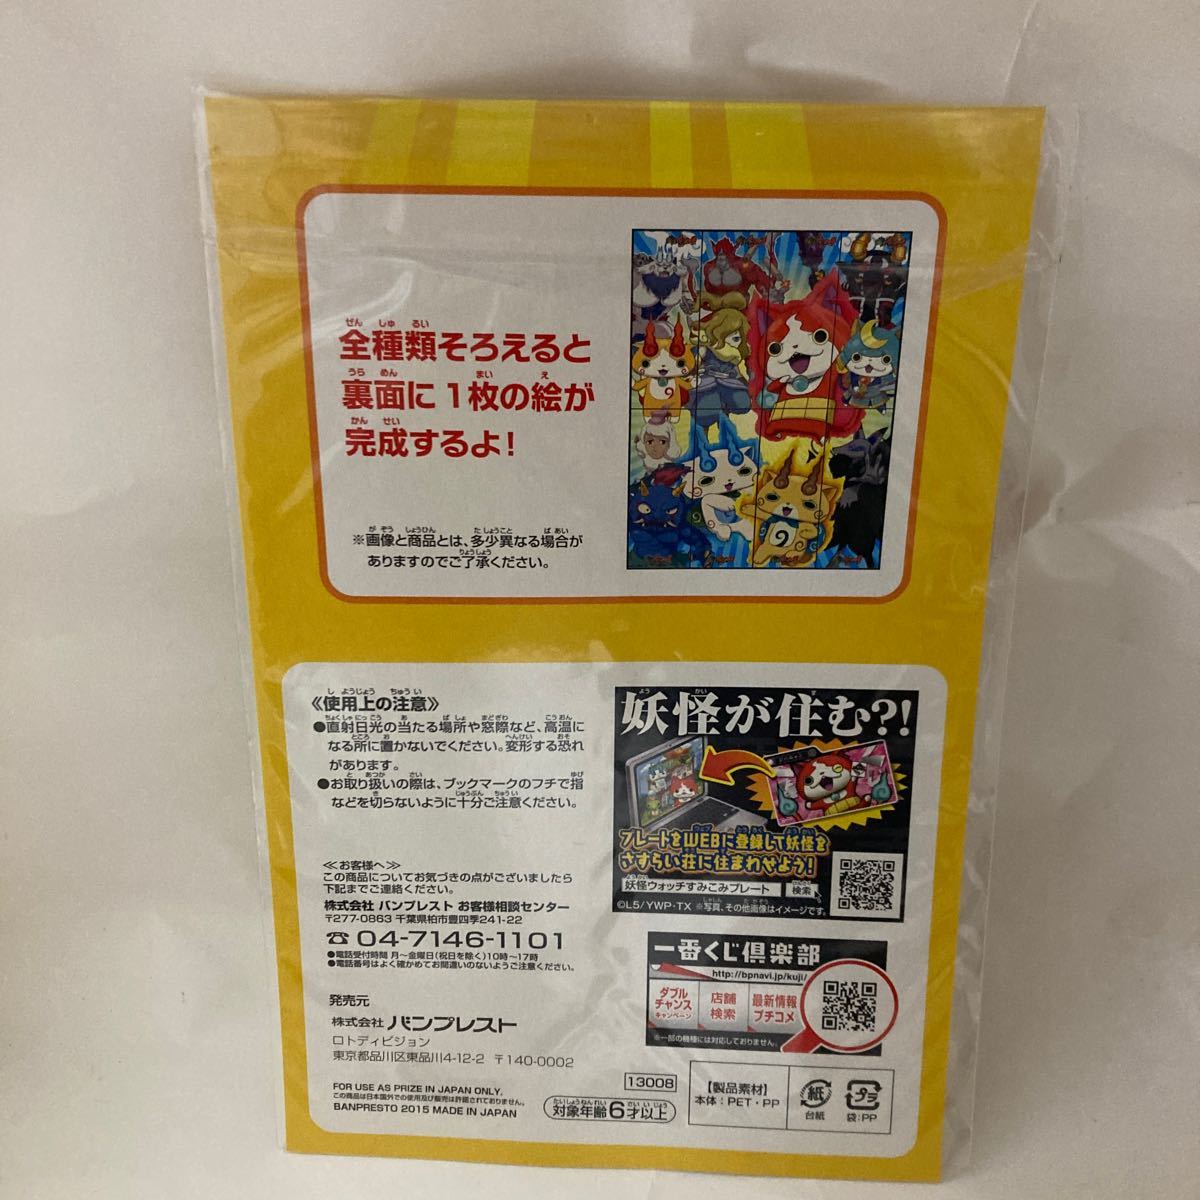 全種類そろえると
裏面に1枚の絵が
完成するよ!
※画像と商品とは、多少異なる場合が
ありますのでご了承ください。
《使用上の注意》
●直射日光の当たる場所や窓際など、高温に
なる所に置かないでください。変形する恐れ
があります。
●お取り扱いの際は、ブックマークのフチで指
などを切らないように十分ご注意ください。
≪お客様へ≫
この商品についてお気づきの点がございましたら
下記までご連絡ください。
株式会社 バンプレスト お客様相談センター
〒277-0863 千葉県柏市豊四季241-22
☎ 04-7146-1101
●電話受付時間 月~金曜日(祝日を除く)10時~17時
●電話番号はよく確かめてお間違いのないようご注意ください。
発売元
株式会社 バンプレスト
ロトディビジョン
東京都品川区東品川4-12-2 〒140-0002
FOR USE AS PRIZE IN JAPAN ONLY.
この商品は日本国外での使用及び販売は許諾されておりません。
BANPRESTO 2015 MADE IN JAPAN
妖怪が住む?!
プレートをWEBに登録して妖怪を
さすらい荘に住まわせよう!
妖怪ウォッチすみこみプレート 検索
©L5/YWP・TX ※写真、その他画像はイメージです。
一番くじ倶楽部
http://bpnavi.jp/kuji/
ダブル
チャンス
キャンペーン
店舗
検索
最新情報
プチコメ
※一部の機種には対応しておりません。
13008
対象年齢6才以上
【製品素材】
本体:PET・PP
紙
台紙
プラ
袋:PP